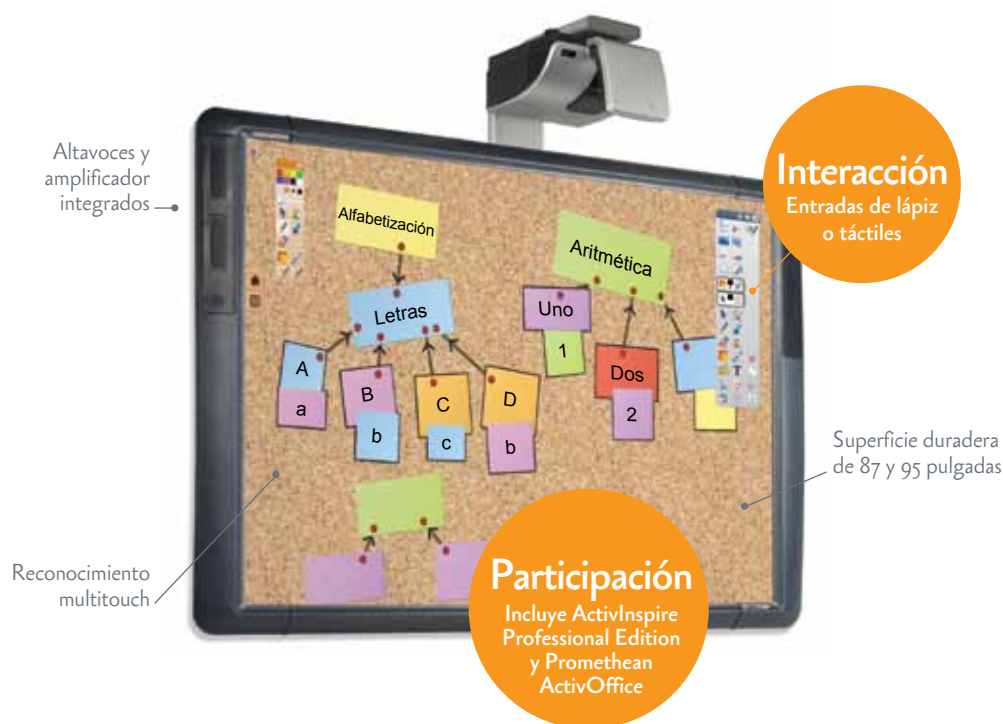 Altavoces y
amplificador
integrados
Interacción
Entradas de lápiz
o táctiles
Alfabetización
Aritmética
Letras
Uno
1
Dos
2
A
a
B
b
C
c
D
b
Superficie duradera
de 87 y 95 pulgadas
Reconocimiento
multitouch
Participación
Incluye ActivInspire
Professional Edition
y Promethean
ActivOffice
T